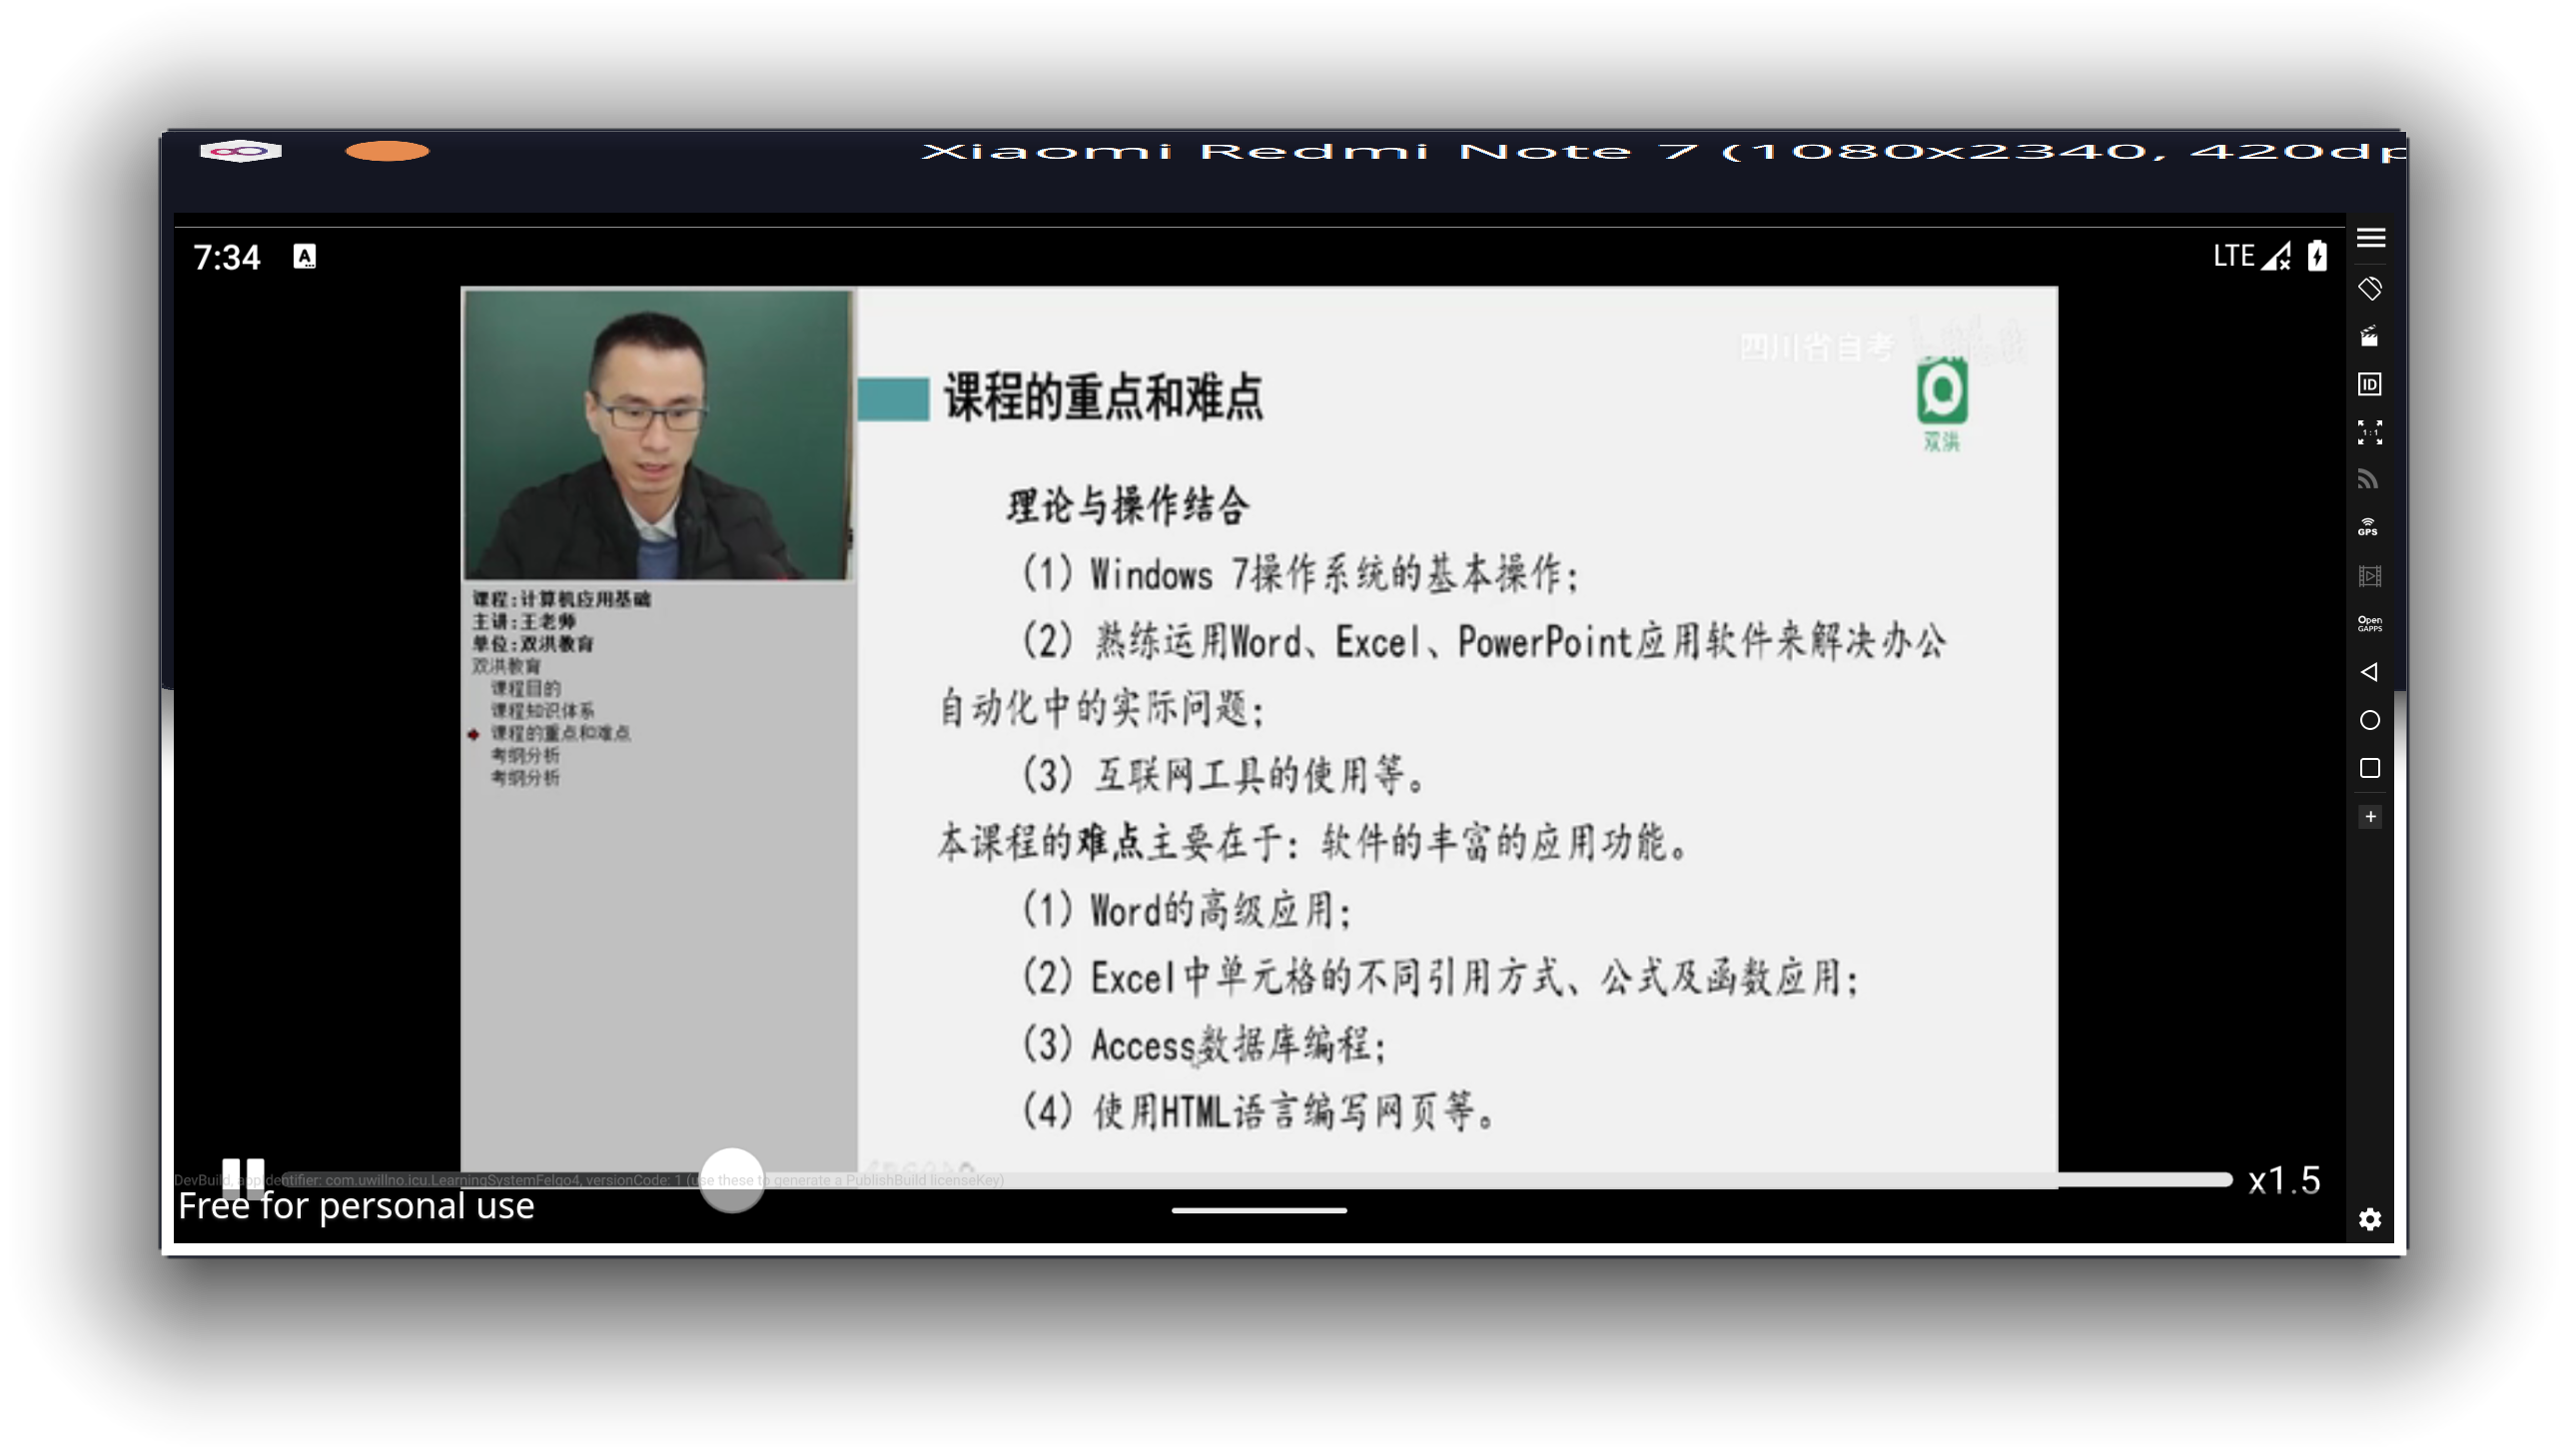 Xiaomi Redmi Note 7 (1080x2340, 420dp
7:34
LTE
课程:计算机应用基础
主讲:王老师
单位:双洪教育
双洪教育
课程目的
课程知识体系
课程的重点和难点
考纲分析
考纲分析
四川省自考
双洪
课程的重点和难点
理论与操作结合
(1) Windows 7操作系统的基本操作;
(2) 熟练运用Word、Excel、PowerPoint应用软件来解决办公
自动化中的实际问题;
(3) 互联网工具的使用等。
本课程的难点主要在于: 软件的丰富的应用功能。
(1) Word的高级应用;
(2) Excel中单元格的不同引用方式、公式及函数应用;
(3) Access数据库编程;
(4) 使用HTML语言编写网页等。
DevBuild, appIdentifier: com.uwillno.icu.LearningSystemFelgo4, versionCode: 1 (use these to generate a PublishBuild licenseKey)
x1.5
Free for personal use
ID
1:1
GPS
Open
GAPPS